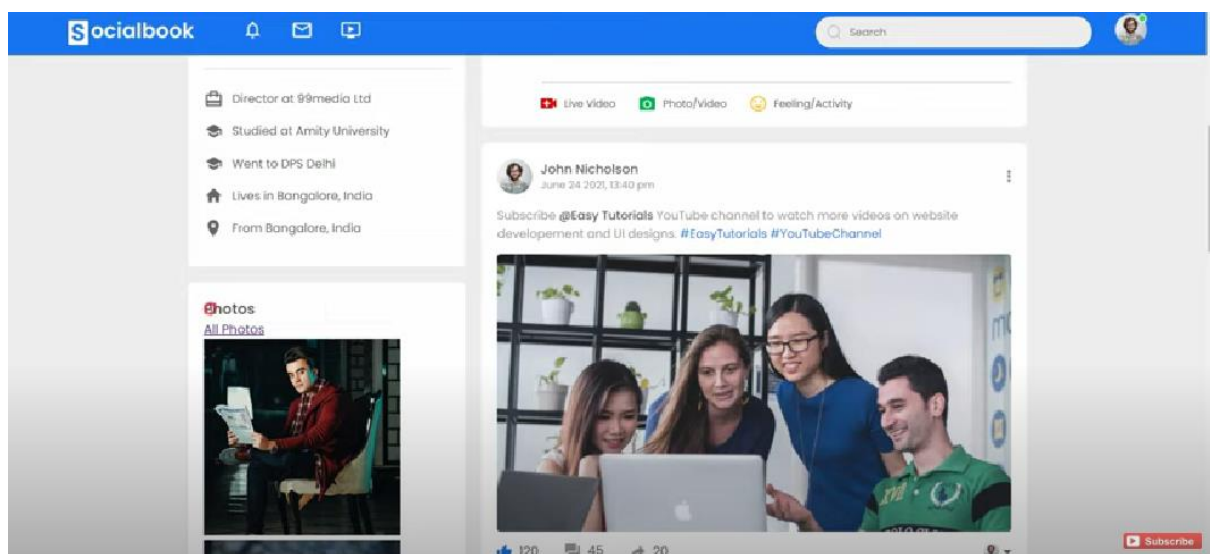 Socialbook
Search
Director at 99media Ltd
Studied at Amity University
Went to DPS Delhi
Lives in Bangalore, India
From Bangalore, India
Photos
All Photos
Live Video
Photo/Video
Feeling/Activity
John Nicholson
June 24 2021, 13:40 pm
Subscribe @Easy Tutorials YouTube channel to watch more videos on website
developement and UI designs. #EasyTutorials #YouTubeChannel
120
45
20
Subscribe